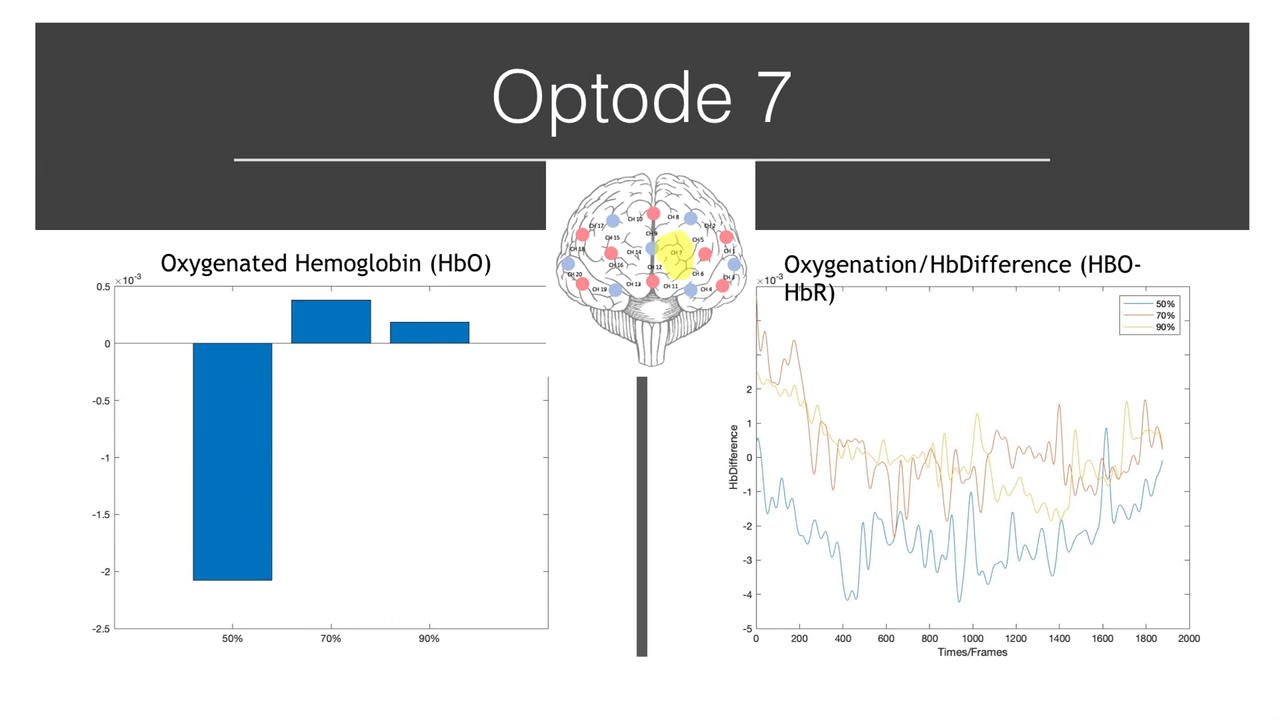 Optode 7
Oxygenated Hemoglobin (HbO)
×10⁻³
0.5
0
-0.5
-1
-1.5
-2
-2.5
50%
70%
90%
CH 10
CH 8
CH 17
CH 2
CH 9
CH 15
CH 5
CH 18
CH 14
CH 7
CH 1
CH 16
CH 12
CH 20
CH 6
CH 3
CH 13
CH 11
CH 19
CH 4
Oxygenation/HbDifference (HBO-
HbR)
×10⁻³
50%
70%
90%
2
1
0
-1
-2
-3
-4
-5
HbDifference
0 200 400 600 800 1000 1200 1400 1600 1800 2000
Times/Frames